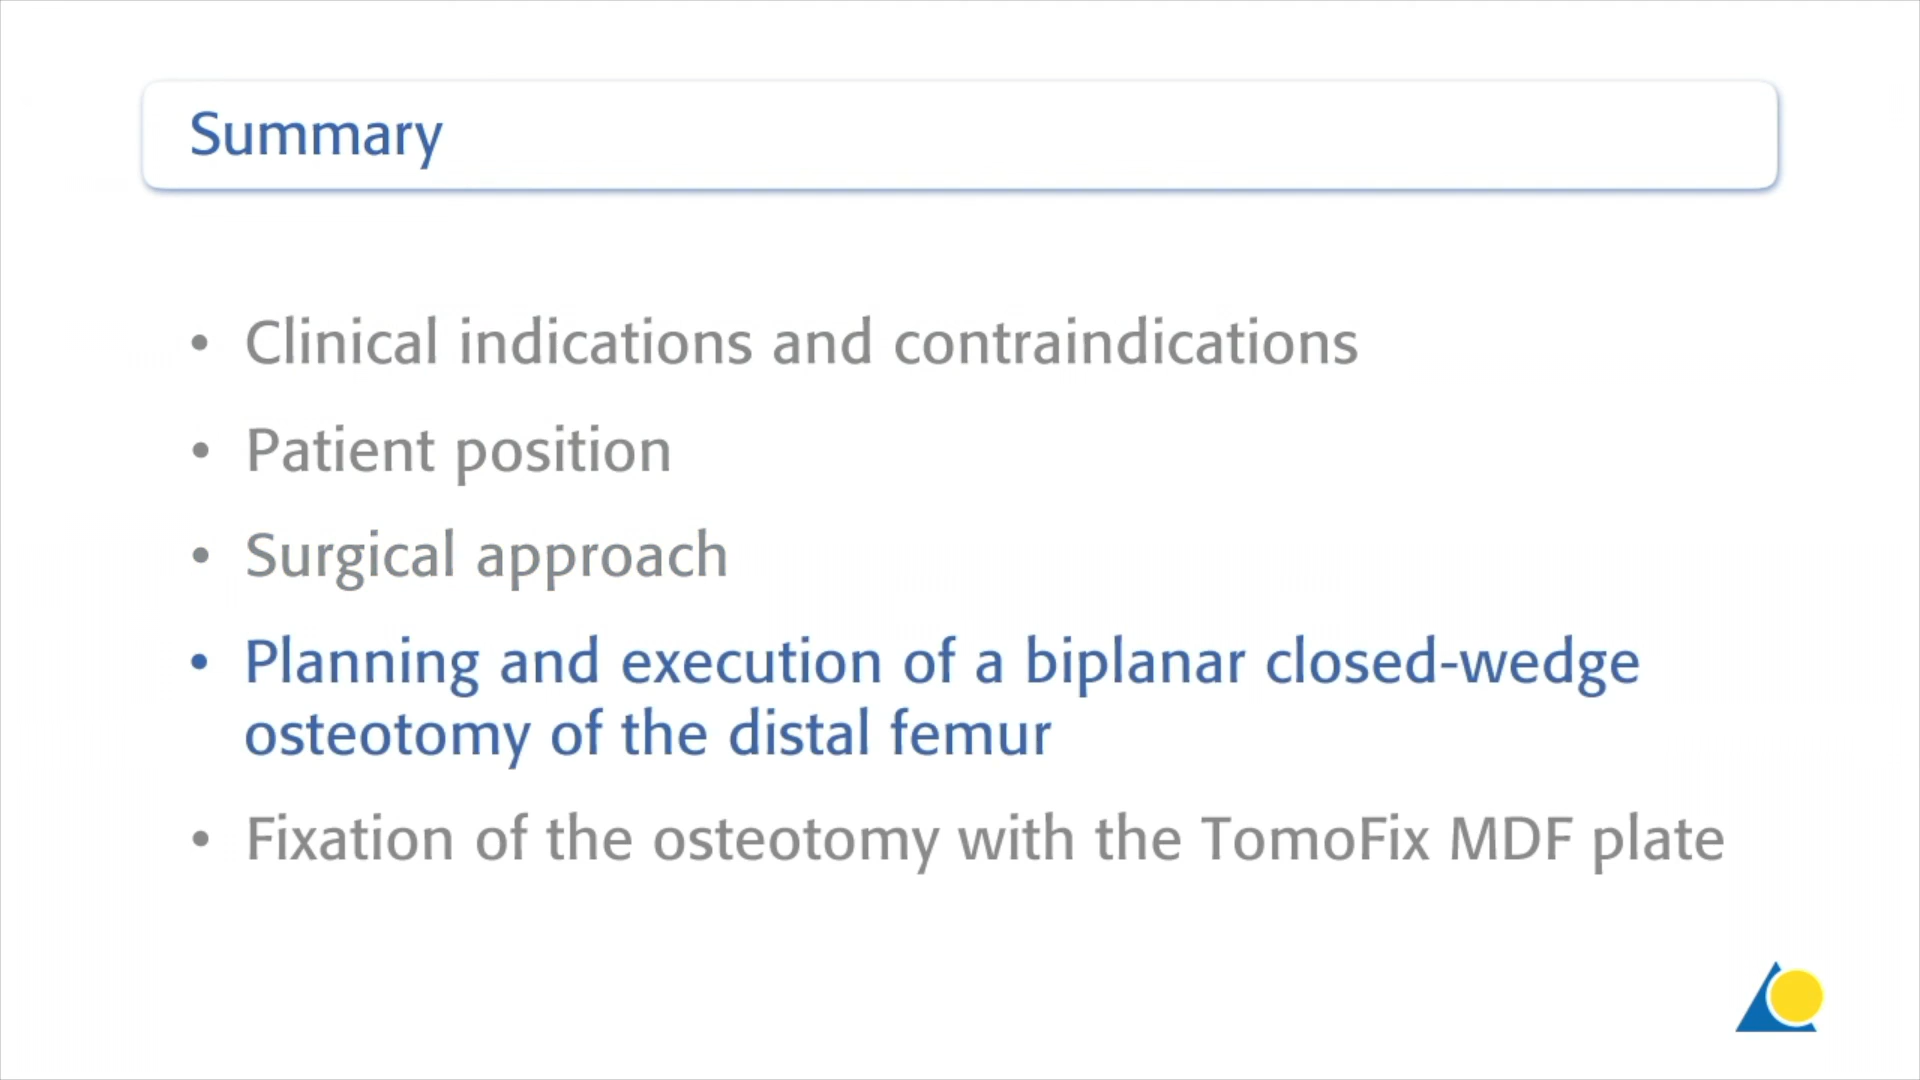 Summary
• Clinical indications and contraindications
• Patient position
• Surgical approach
• Planning and execution of a biplanar closed-wedge
osteotomy of the distal femur
• Fixation of the osteotomy with the TomoFix MDF plate